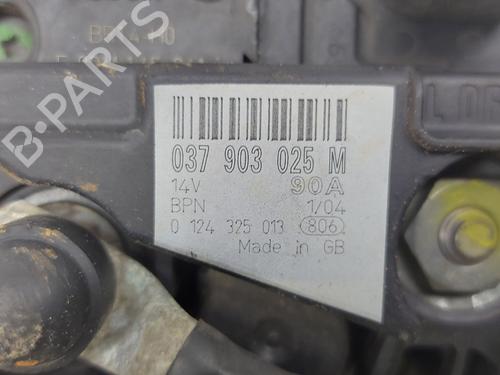 B-PARTS
037 903 025 M
14V 90A
BPN 1/04
0 124 325 013 806
Made in GB